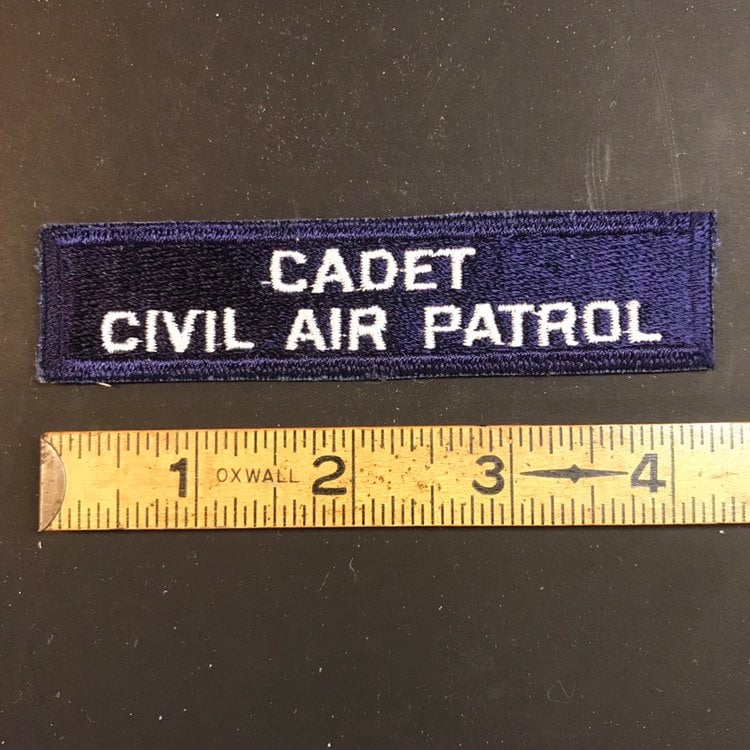 CADET
CIVIL AIR PATROL
1 OXWALL 2 3 4